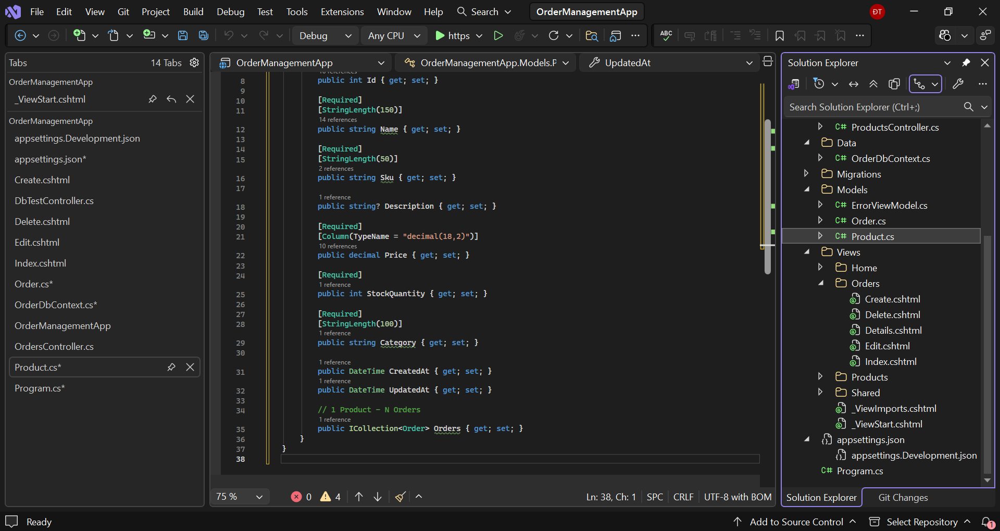 File Edit View Git Project Build Debug Test Tools Extensions Window Help Search OrderManagementApp ĐT
Debug Any CPU https ABC
Tabs 14 Tabs
OrderManagementApp
_ViewStart.cshtml
OrderManagementApp
appsettings.Development.json
appsettings.json*
Create.cshtml
DbTestController.cs
Delete.cshtml
Edit.cshtml
Index.cshtml
Order.cs*
OrderDbContext.cs*
OrderManagementApp
OrdersController.cs
Product.cs*
Program.cs*
OrderManagementApp OrderManagementApp.Models.P UpdatedAt
8 public int Id { get; set; }
9
10 [Required]
11 [StringLength(150)]
14 references
12 public string Name { get; set; }
13
14 [Required]
15 [StringLength(50)]
2 references
16 public string Sku { get; set; }
17
1 reference
18 public string? Description { get; set; }
19
20 [Required]
21 [Column(TypeName = "decimal(18,2)")]
10 references
22 public decimal Price { get; set; }
23
24 [Required]
1 reference
25 public int StockQuantity { get; set; }
26
27 [Required]
28 [StringLength(100)]
1 reference
29 public string Category { get; set; }
30
1 reference
31 public DateTime CreatedAt { get; set; }
1 reference
32 public DateTime UpdatedAt { get; set; }
33
34 // 1 Product - N Orders
1 reference
35 public ICollection<Order> Orders { get; set; }
36 }
37 }
38
75 % 0 4 Ln: 38, Ch: 1 SPC CRLF UTF-8 with BOM
Solution Explorer
Search Solution Explorer (Ctrl+;)
C# ProductsController.cs
Data
C# OrderDbContext.cs
Migrations
Models
C# ErrorViewModel.cs
C# Order.cs
C# Product.cs
Views
Home
Orders
Create.cshtml
Delete.cshtml
Details.cshtml
Edit.cshtml
Index.cshtml
Products
Shared
_ViewImports.cshtml
_ViewStart.cshtml
appsettings.json
appsettings.Development.json
C# Program.cs
Solution Explorer Git Changes
Ready Add to Source Control Select Repository 1